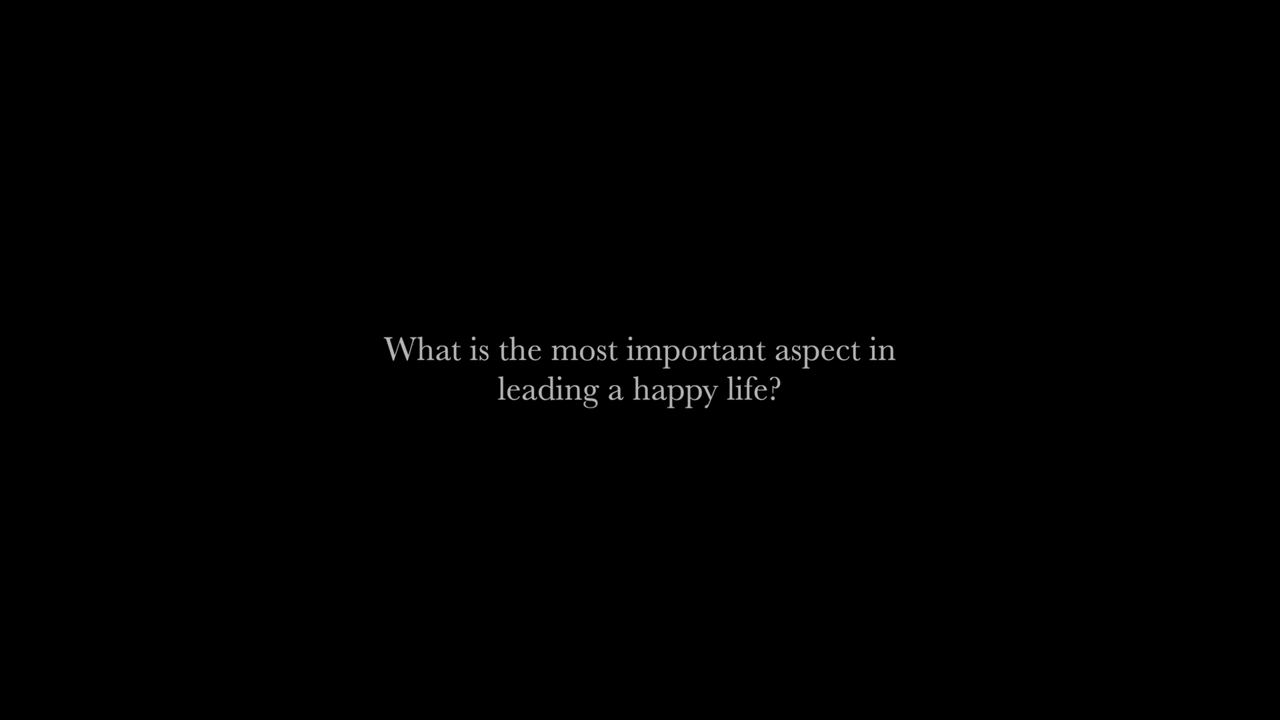 What is the most important aspect in
leading a happy life?